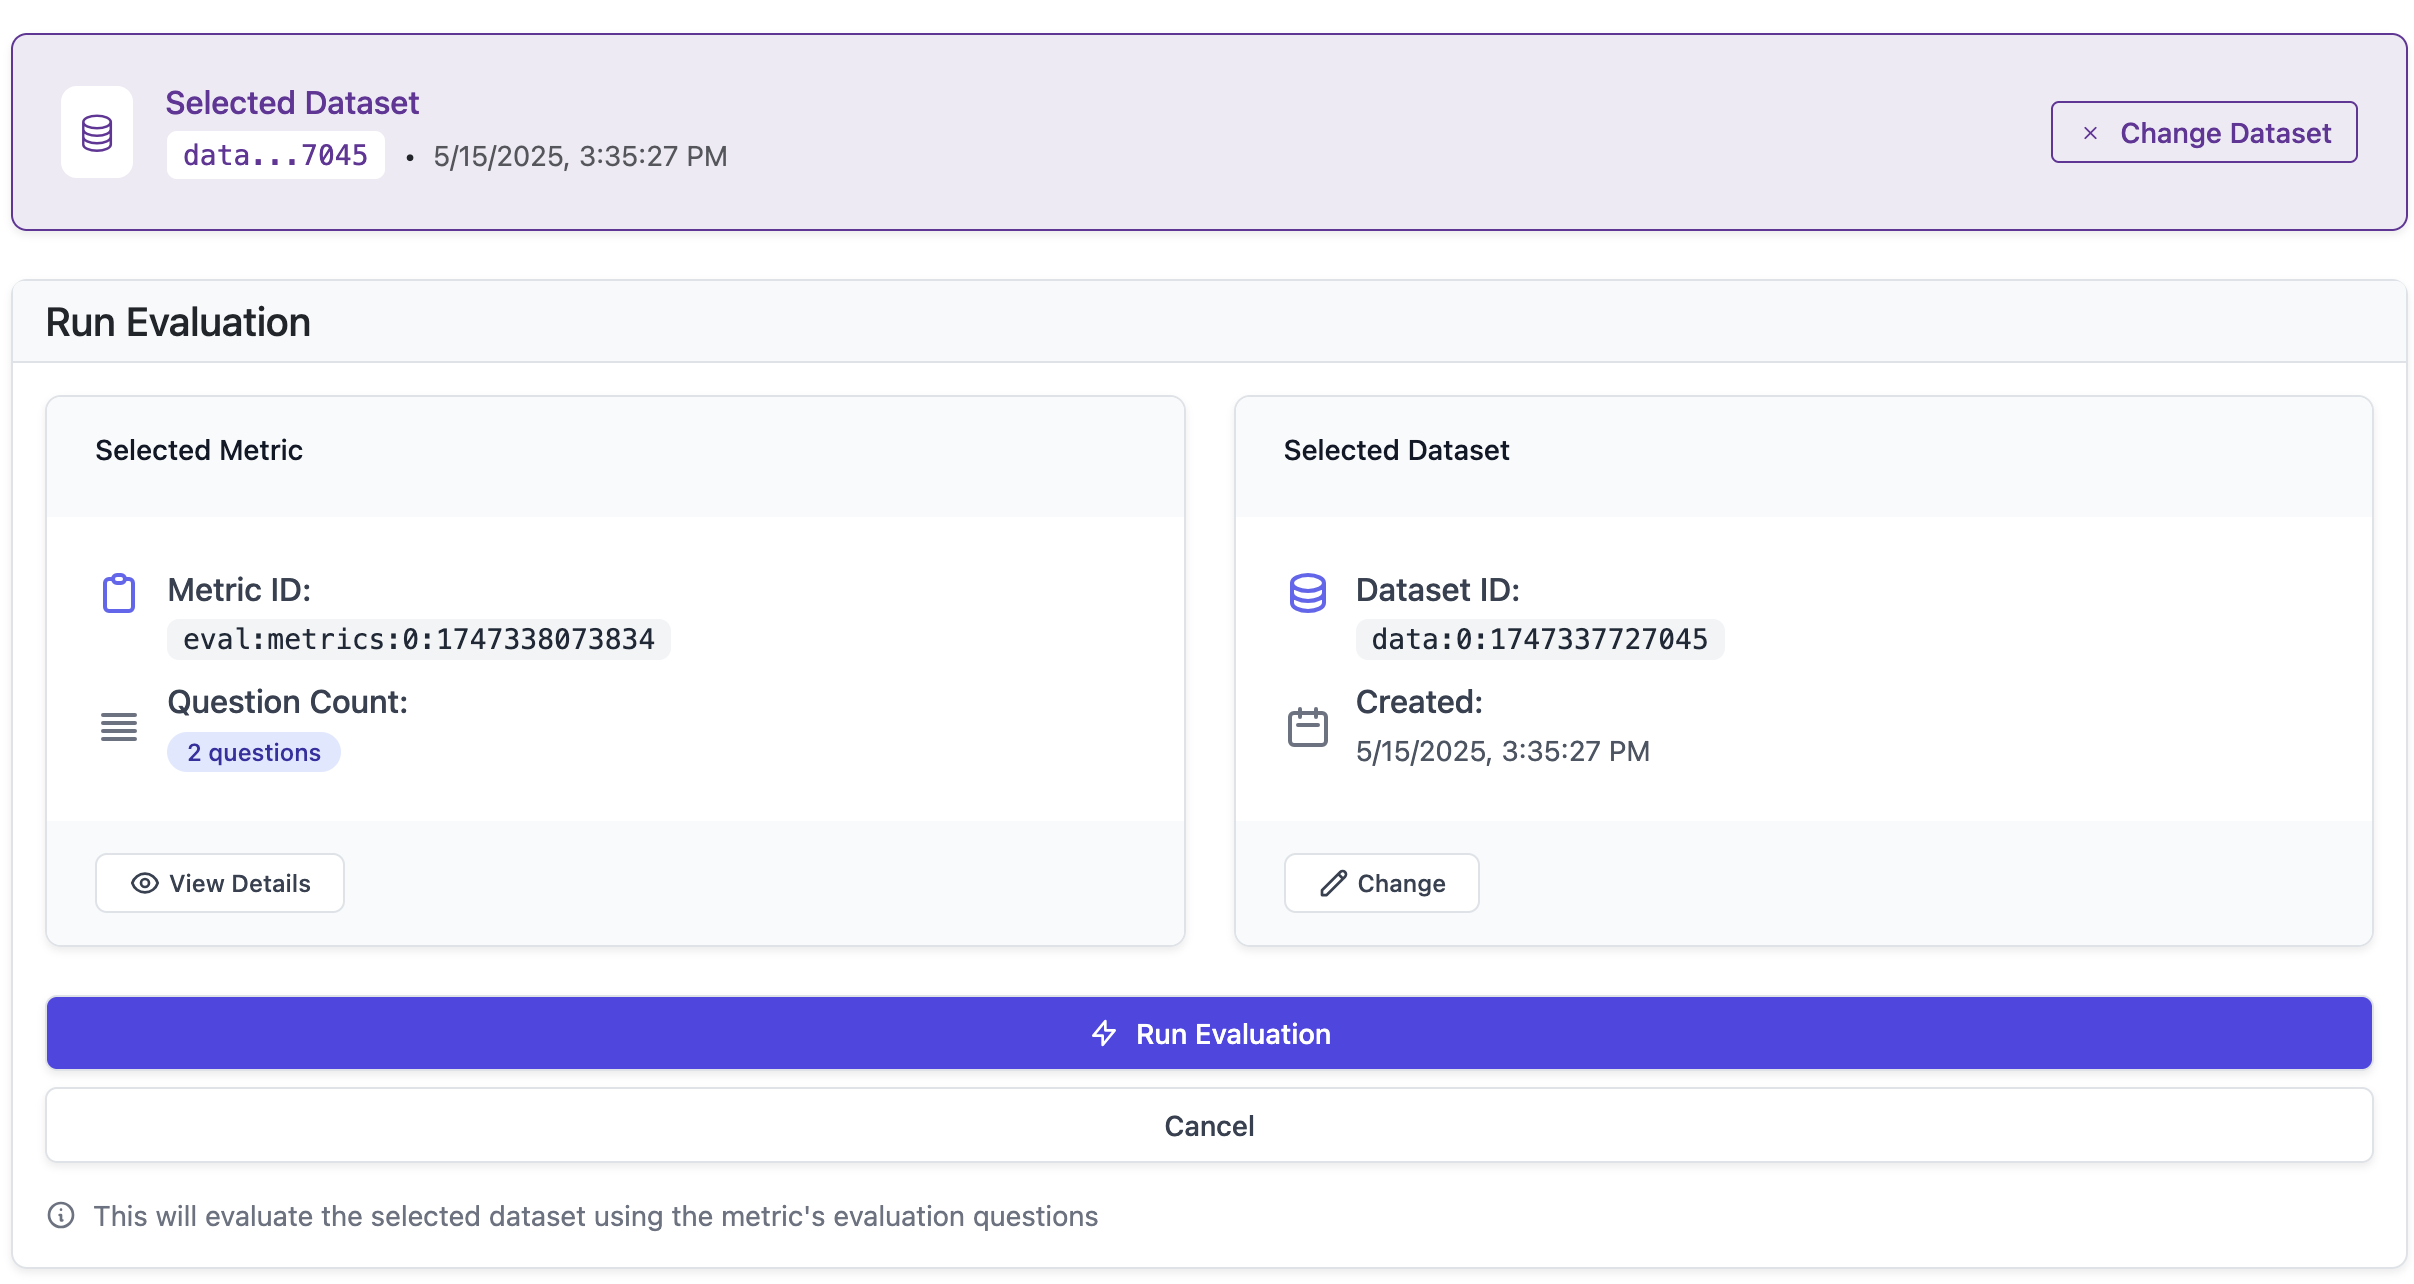 Selected Dataset
data...7045 • 5/15/2025, 3:35:27 PM
Change Dataset
Run Evaluation
Selected Metric
Metric ID:
eval:metrics:0:1747338073834
Question Count:
2 questions
View Details
Selected Dataset
Dataset ID:
data:0:1747337727045
Created:
5/15/2025, 3:35:27 PM
Change
Run Evaluation
Cancel
This will evaluate the selected dataset using the metric's evaluation questions